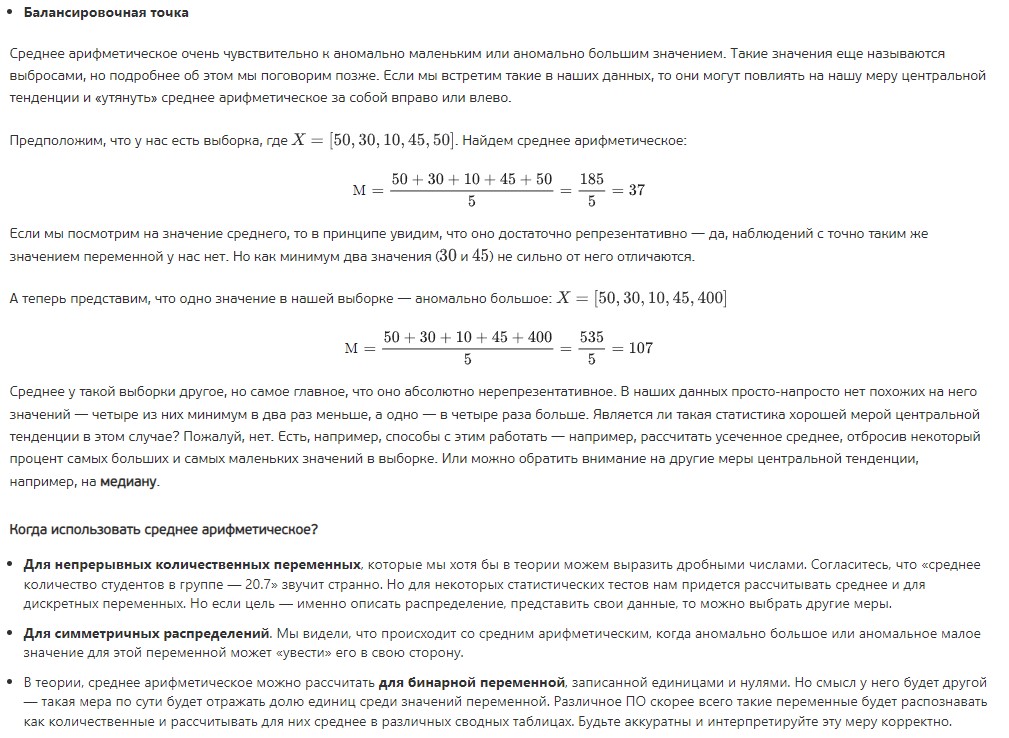 • Балансировочная точка
Среднее арифметическое очень чувствительно к аномально маленьким или аномально большим значением. Такие значения еще называются
выбросами, но подробнее об этом мы поговорим позже. Если мы встретим такие в наших данных, то они могут повлиять на нашу меру центральной
тенденции и «утянуть» среднее арифметическое за собой вправо или влево.
Предположим, что у нас есть выборка, где X = [50, 30, 10, 45, 50]. Найдем среднее арифметическое:
M = (50 + 30 + 10 + 45 + 50) / 5 = 185 / 5 = 37
Если мы посмотрим на значение среднего, то в принципе увидим, что оно достаточно репрезентативно — да, наблюдений с точно таким же
значением переменной у нас нет. Но как минимум два значения (30 и 45) не сильно от него отличаются.
А теперь представим, что одно значение в нашей выборке — аномально большое: X = [50, 30, 10, 45, 400]
M = (50 + 30 + 10 + 45 + 400) / 5 = 535 / 5 = 107
Среднее у такой выборки другое, но самое главное, что оно абсолютно нерепрезентативное. В наших данных просто-напросто нет похожих на него
значений — четыре из них минимум в два раз меньше, а одно — в четыре раза больше. Является ли такая статистика хорошей мерой центральной
тенденции в этом случае? Пожалуй, нет. Есть, например, способы с этим работать — например, рассчитать усеченное среднее, отбросив некоторый
процент самых больших и самых маленьких значений в выборке. Или можно обратить внимание на другие меры центральной тенденции,
например, на медиану.
Когда использовать среднее арифметическое?
• Для непрерывных количественных переменных, которые мы хотя бы в теории можем выразить дробными числами. Согласитесь, что «среднее
количество студентов в группе — 20.7» звучит странно. Но для некоторых статистических тестов нам придется рассчитывать среднее и для
дискретных переменных. Но если цель — именно описать распределение, представить свои данные, то можно выбрать другие меры.
• Для симметричных распределений. Мы видели, что происходит со средним арифметическим, когда аномально большое или аномальное малое
значение для этой переменной может «увести» его в свою сторону.
• В теории, среднее арифметическое можно рассчитать для бинарной переменной, записанной единицами и нулями. Но смысл у него будет другой
— такая мера по сути будет отражать долю единиц среди значений переменной. Различное ПО скорее всего такие переменные будет распознавать
как количественные и рассчитывать для них среднее в различных сводных таблицах. Будьте аккуратны и интерпретируйте эту меру корректно.